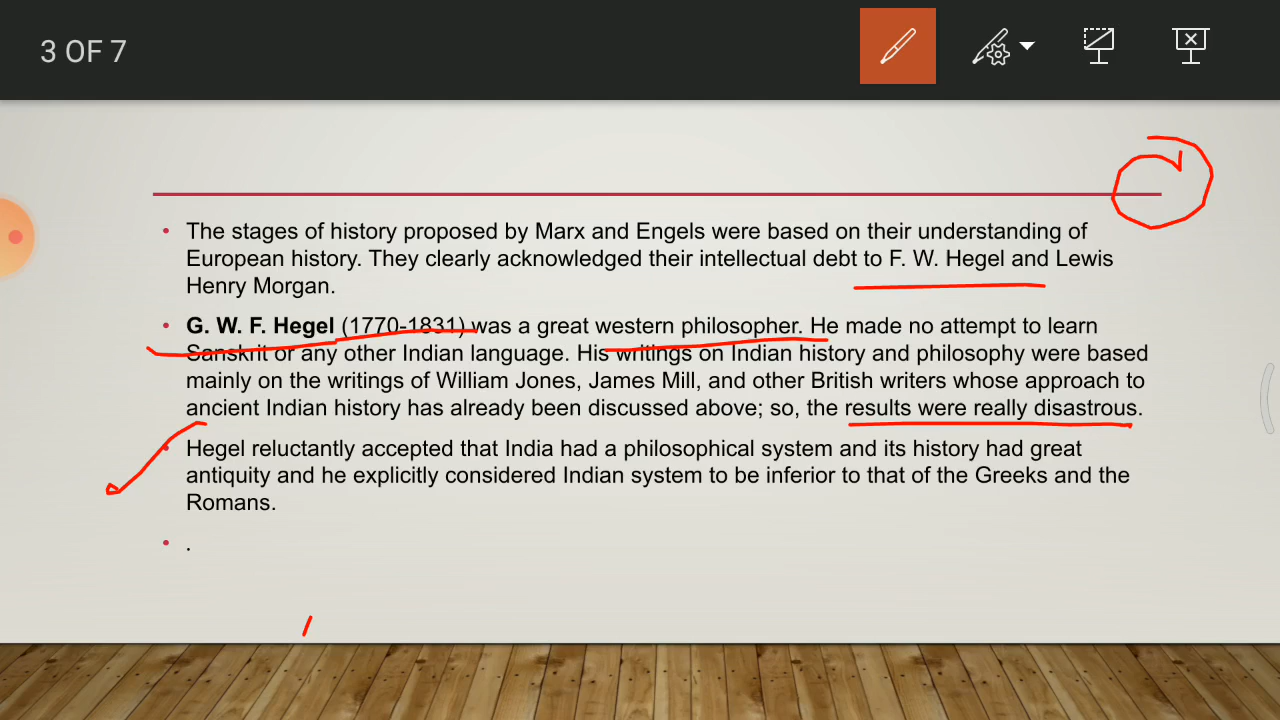 3 OF 7
• The stages of history proposed by Marx and Engels were based on their understanding of
European history. They clearly acknowledged their intellectual debt to F. W. Hegel and Lewis
Henry Morgan.
• G. W. F. Hegel (1770-1831) was a great western philosopher. He made no attempt to learn
Sanskrit or any other Indian language. His writings on Indian history and philosophy were based
mainly on the writings of William Jones, James Mill, and other British writers whose approach to
ancient Indian history has already been discussed above; so, the results were really disastrous.
• Hegel reluctantly accepted that India had a philosophical system and its history had great
antiquity and he explicitly considered Indian system to be inferior to that of the Greeks and the
Romans.
• .